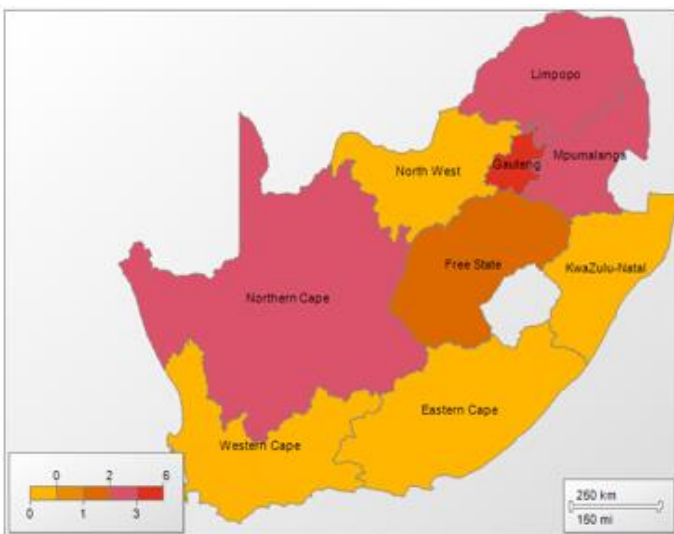 Limpopo
Mpumalanga
Gauteng
North West
Free State
KwaZulu-Natal
Northern Cape
Eastern Cape
Western Cape
0 2 6
0 1 3
250 km
150 mi